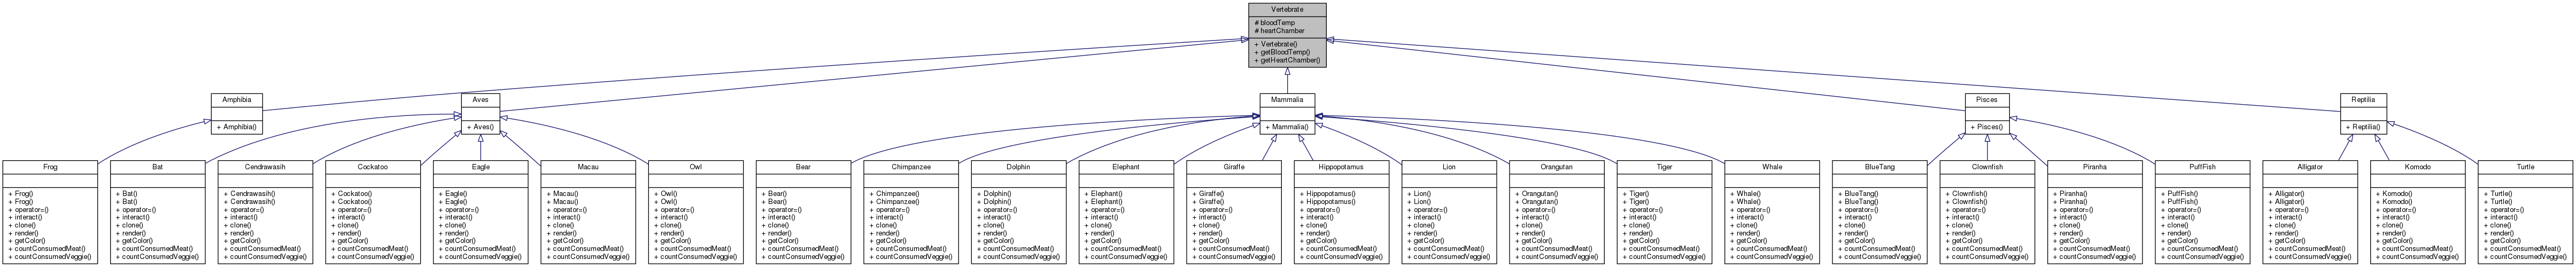 Vertebrate
# bloodTemp
# heartChamber
+ Vertebrate()
+ getBloodTemp()
+ getHeartChamber()
Amphibia
+ Amphibia()
Aves
+ Aves()
Mammalia
+ Mammalia()
Pisces
+ Pisces()
Reptilia
+ Reptilia()
Frog
+ Frog()
+ Frog()
+ operator=()
+ interact()
+ clone()
+ render()
+ getColor()
+ countConsumedMeat()
+ countConsumedVeggie()
Bat
+ Bat()
+ Bat()
+ operator=()
+ interact()
+ clone()
+ render()
+ getColor()
+ countConsumedMeat()
+ countConsumedVeggie()
Cendrawasih
+ Cendrawasih()
+ Cendrawasih()
+ operator=()
+ interact()
+ clone()
+ render()
+ getColor()
+ countConsumedMeat()
+ countConsumedVeggie()
Cockatoo
+ Cockatoo()
+ Cockatoo()
+ operator=()
+ interact()
+ clone()
+ render()
+ getColor()
+ countConsumedMeat()
+ countConsumedVeggie()
Eagle
+ Eagle()
+ Eagle()
+ operator=()
+ interact()
+ clone()
+ render()
+ getColor()
+ countConsumedMeat()
+ countConsumedVeggie()
Macau
+ Macau()
+ Macau()
+ operator=()
+ interact()
+ clone()
+ render()
+ getColor()
+ countConsumedMeat()
+ countConsumedVeggie()
Owl
+ Owl()
+ Owl()
+ operator=()
+ interact()
+ clone()
+ render()
+ getColor()
+ countConsumedMeat()
+ countConsumedVeggie()
Bear
+ Bear()
+ Bear()
+ operator=()
+ interact()
+ clone()
+ render()
+ getColor()
+ countConsumedMeat()
+ countConsumedVeggie()
Chimpanzee
+ Chimpanzee()
+ Chimpanzee()
+ operator=()
+ interact()
+ clone()
+ render()
+ getColor()
+ countConsumedMeat()
+ countConsumedVeggie()
Dolphin
+ Dolphin()
+ Dolphin()
+ operator=()
+ interact()
+ clone()
+ render()
+ getColor()
+ countConsumedMeat()
+ countConsumedVeggie()
Elephant
+ Elephant()
+ Elephant()
+ operator=()
+ interact()
+ clone()
+ render()
+ getColor()
+ countConsumedMeat()
+ countConsumedVeggie()
Giraffe
+ Giraffe()
+ Giraffe()
+ operator=()
+ interact()
+ clone()
+ render()
+ getColor()
+ countConsumedMeat()
+ countConsumedVeggie()
Hippopotamus
+ Hippopotamus()
+ Hippopotamus()
+ operator=()
+ interact()
+ clone()
+ render()
+ getColor()
+ countConsumedMeat()
+ countConsumedVeggie()
Lion
+ Lion()
+ Lion()
+ operator=()
+ interact()
+ clone()
+ render()
+ getColor()
+ countConsumedMeat()
+ countConsumedVeggie()
Orangutan
+ Orangutan()
+ Orangutan()
+ operator=()
+ interact()
+ clone()
+ render()
+ getColor()
+ countConsumedMeat()
+ countConsumedVeggie()
Tiger
+ Tiger()
+ Tiger()
+ operator=()
+ interact()
+ clone()
+ render()
+ getColor()
+ countConsumedMeat()
+ countConsumedVeggie()
Whale
+ Whale()
+ Whale()
+ operator=()
+ interact()
+ clone()
+ render()
+ getColor()
+ countConsumedMeat()
+ countConsumedVeggie()
BlueTang
+ BlueTang()
+ BlueTang()
+ operator=()
+ interact()
+ clone()
+ render()
+ getColor()
+ countConsumedMeat()
+ countConsumedVeggie()
Clownfish
+ Clownfish()
+ Clownfish()
+ operator=()
+ interact()
+ clone()
+ render()
+ getColor()
+ countConsumedMeat()
+ countConsumedVeggie()
Piranha
+ Piranha()
+ Piranha()
+ operator=()
+ interact()
+ clone()
+ render()
+ getColor()
+ countConsumedMeat()
+ countConsumedVeggie()
PuffFish
+ PuffFish()
+ PuffFish()
+ operator=()
+ interact()
+ clone()
+ render()
+ getColor()
+ countConsumedMeat()
+ countConsumedVeggie()
Alligator
+ Alligator()
+ Alligator()
+ operator=()
+ interact()
+ clone()
+ render()
+ getColor()
+ countConsumedMeat()
+ countConsumedVeggie()
Komodo
+ Komodo()
+ Komodo()
+ operator=()
+ interact()
+ clone()
+ render()
+ getColor()
+ countConsumedMeat()
+ countConsumedVeggie()
Turtle
+ Turtle()
+ Turtle()
+ operator=()
+ interact()
+ clone()
+ render()
+ getColor()
+ countConsumedMeat()
+ countConsumedVeggie()